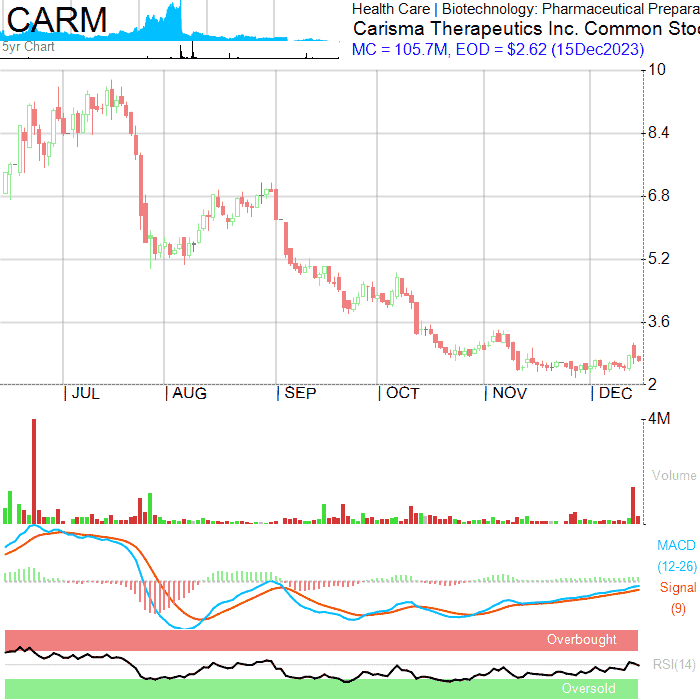 CARM
5yr Chart
Health Care | Biotechnology: Pharmaceutical Prepara
Carisma Therapeutics Inc. Common Stoc
MC = 105.7M, EOD = $2.62 (15Dec2023)
10
8.4
6.8
5.2
3.6
2
| JUL | AUG | SEP | OCT | NOV | DEC
4M
Volume
MACD
(12-26)
Signal
(9)
Overbought
RSI(14)
Oversold